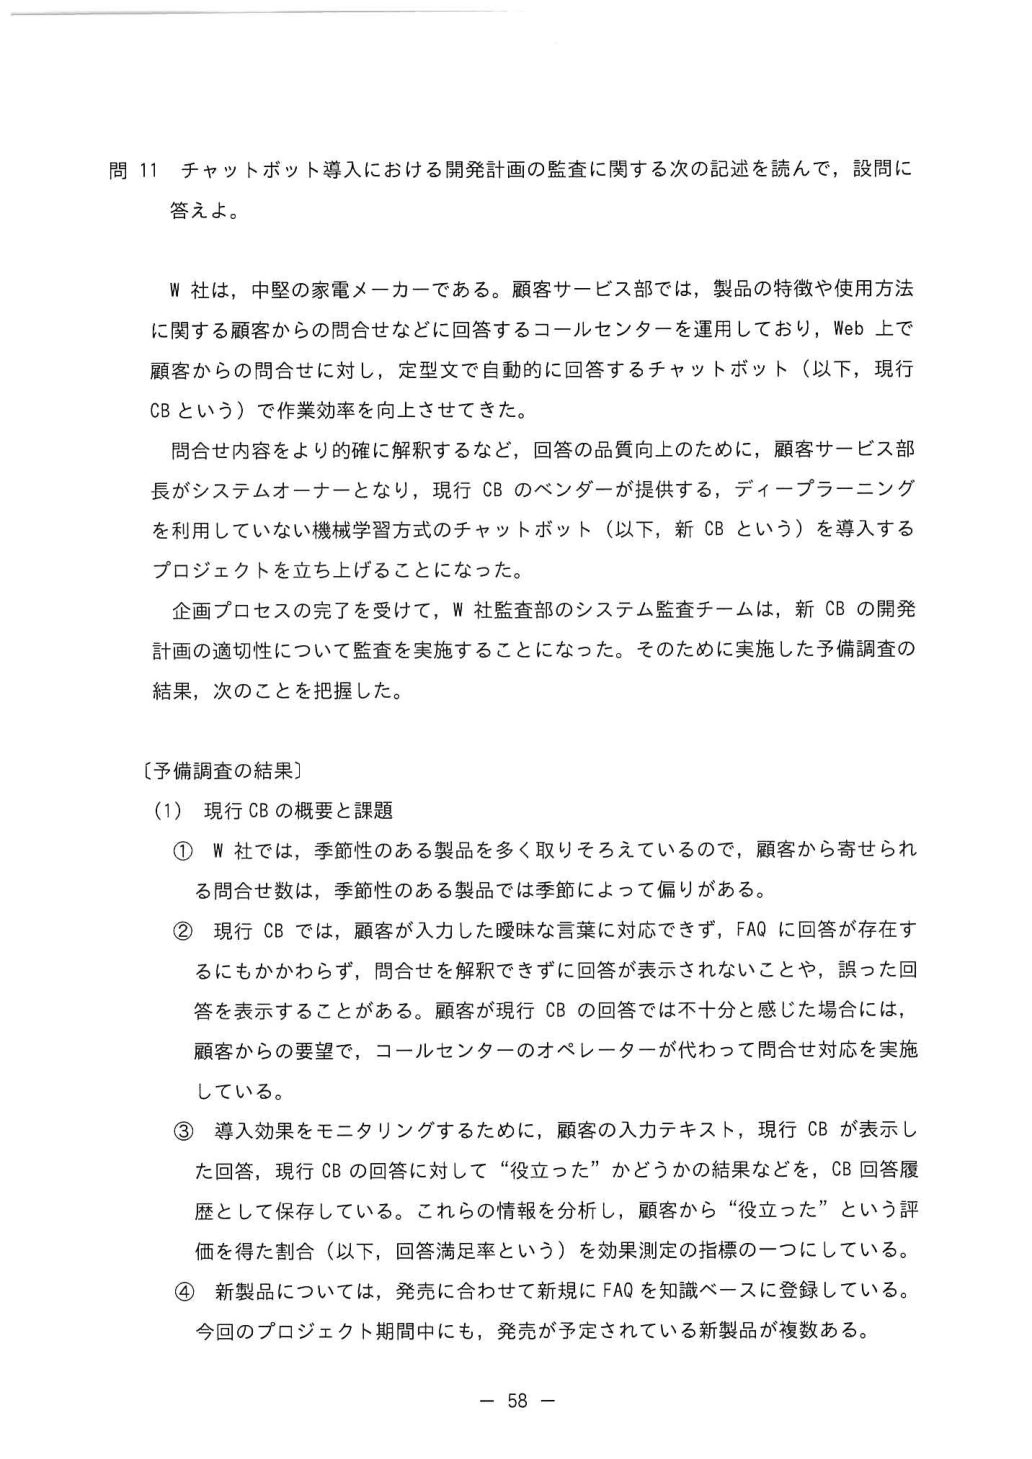 問 11　チャットボット導入における開発計画の監査に関する次の記述を読んで，設問に
答えよ。
W 社は，中堅の家電メーカーである。顧客サービス部では，製品の特徴や使用方法
に関する顧客からの問合せなどに回答するコールセンターを運用しており，Web 上で
顧客からの問合せに対し，定型文で自動的に回答するチャットボット（以下，現行
CB という）で作業効率を向上させてきた。
問合せ内容をより的確に解釈するなど，回答の品質向上のために，顧客サービス部
長がシステムオーナーとなり，現行 CB のベンダーが提供する，ディープラーニング
を利用していない機械学習方式のチャットボット（以下，新 CB という）を導入する
プロジェクトを立ち上げることになった。
企画プロセスの完了を受けて，W 社監査部のシステム監査チームは，新 CB の開発
計画の適切性について監査を実施することになった。そのために実施した予備調査の
結果，次のことを把握した。
〔予備調査の結果〕
(1)　現行 CB の概要と課題
①　W 社では，季節性のある製品を多く取りそろえているので，顧客から寄せられ
る問合せ数は，季節性のある製品では季節によって偏りがある。
②　現行 CB では，顧客が入力した曖昧な言葉に対応できず，FAQ に回答が存在す
るにもかかわらず，問合せを解釈できずに回答が表示されないことや，誤った回
答を表示することがある。顧客が現行 CB の回答では不十分と感じた場合には，
顧客からの要望で，コールセンターのオペレーターが代わって問合せ対応を実施
している。
③　導入効果をモニタリングするために，顧客の入力テキスト，現行 CB が表示し
た回答，現行 CB の回答に対して“役立った”かどうかの結果などを，CB 回答履
歴として保存している。これらの情報を分析し，顧客から“役立った”という評
価を得た割合（以下，回答満足率という）を効果測定の指標の一つにしている。
④　新製品については，発売に合わせて新規に FAQ を知識ベースに登録している。
今回のプロジェクト期間中にも，発売が予定されている新製品が複数ある。
－ 58 －